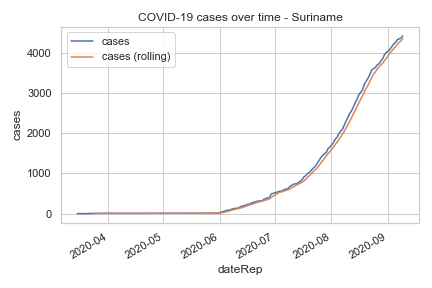 COVID-19 cases over time - Suriname
cases
cases (rolling)
4000
3000
2000
1000
0
cases
2020-04
2020-05
2020-06
2020-07
2020-08
2020-09
dateRep